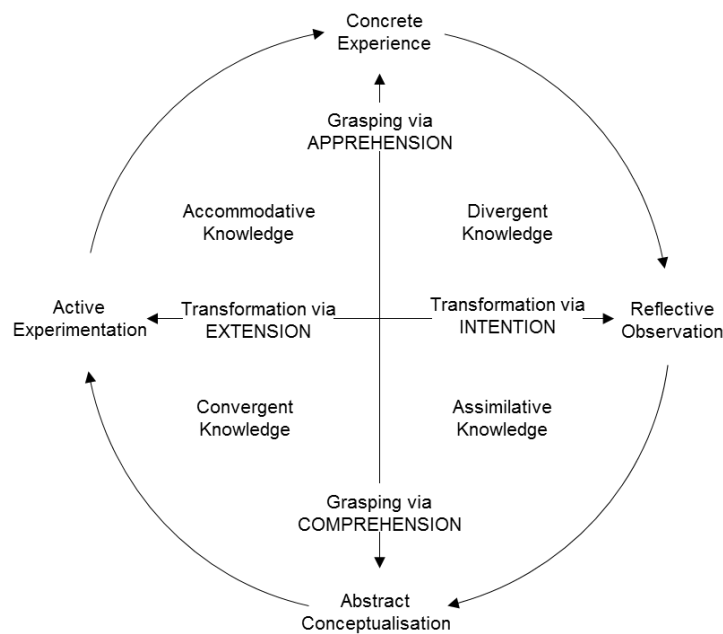 Concrete
Experience
Grasping via
APPREHENSION
Accommodative
Knowledge
Divergent
Knowledge
Active
Experimentation
Transformation via
EXTENSION
Transformation via
INTENTION
Reflective
Observation
Convergent
Knowledge
Assimilative
Knowledge
Grasping via
COMPREHENSION
Abstract
Conceptualisation